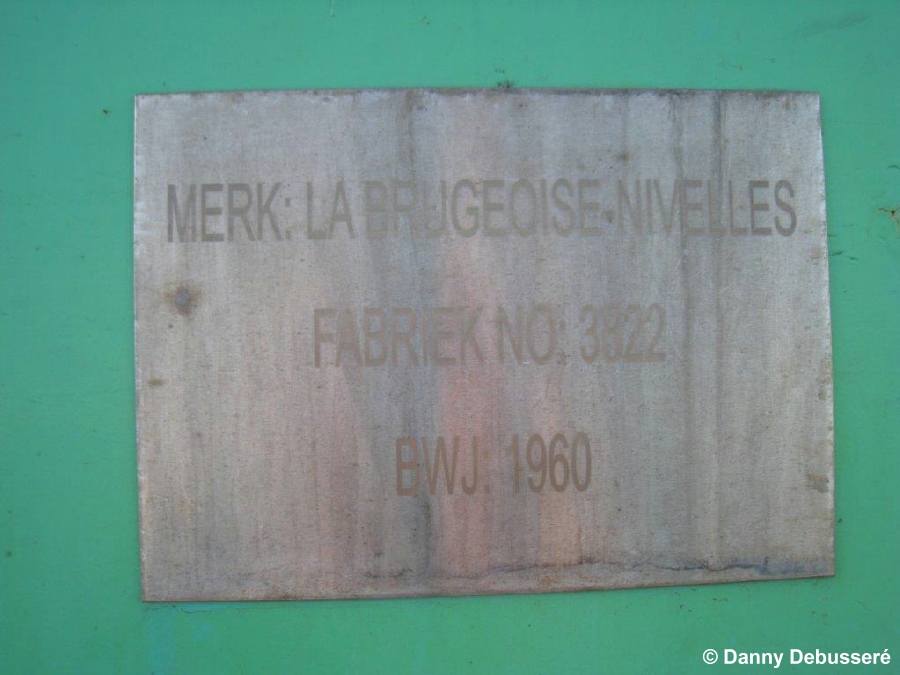 MERK: LA BRUGEOISE-NIVELLES
FABRIEK NO: 3822
BWJ: 1960
© Danny Debusseré